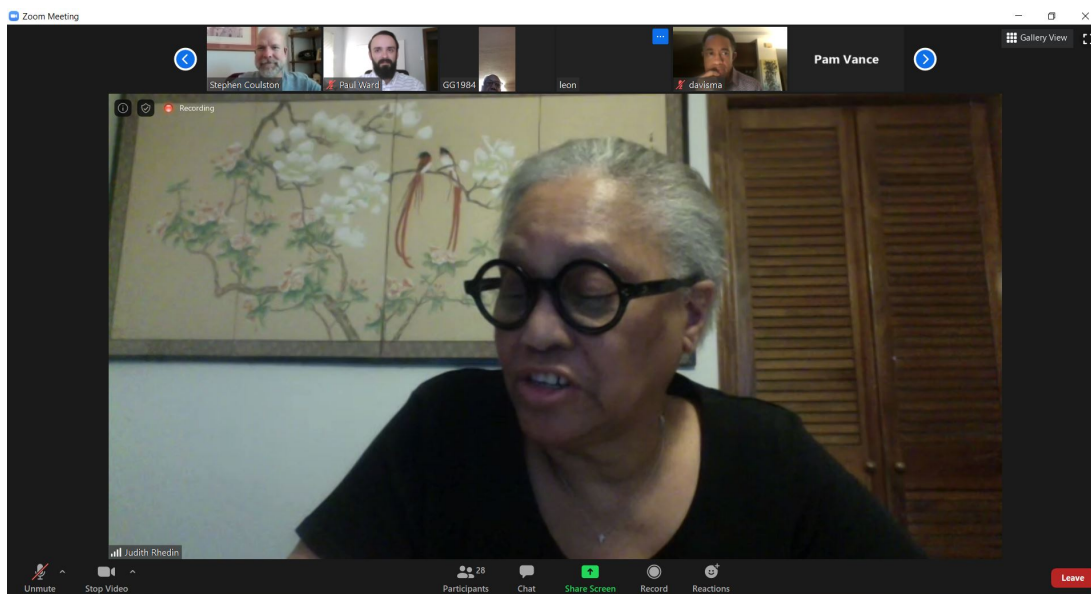 Zoom Meeting
Gallery View
Stephen Coulston
Paul Ward
GG1984
leon
davisma
Pam Vance
Recording
Judith Rhedin
Unmute
Stop Video
28
Participants
Chat
Share Screen
Record
Reactions
Leave